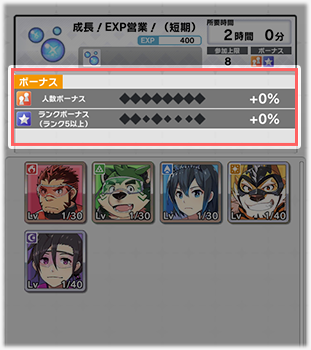 成長 / EXP営業 / （短期）
所要時間
2時間 0分
EXP 400
参加上限 ボーナス
8
ボーナス
人数ボーナス +0%
ランクボーナス
(ランク5以上) +0%
Lv 1/30
Lv 1/30
Lv 1/30
Lv 1/40
Lv 1/40